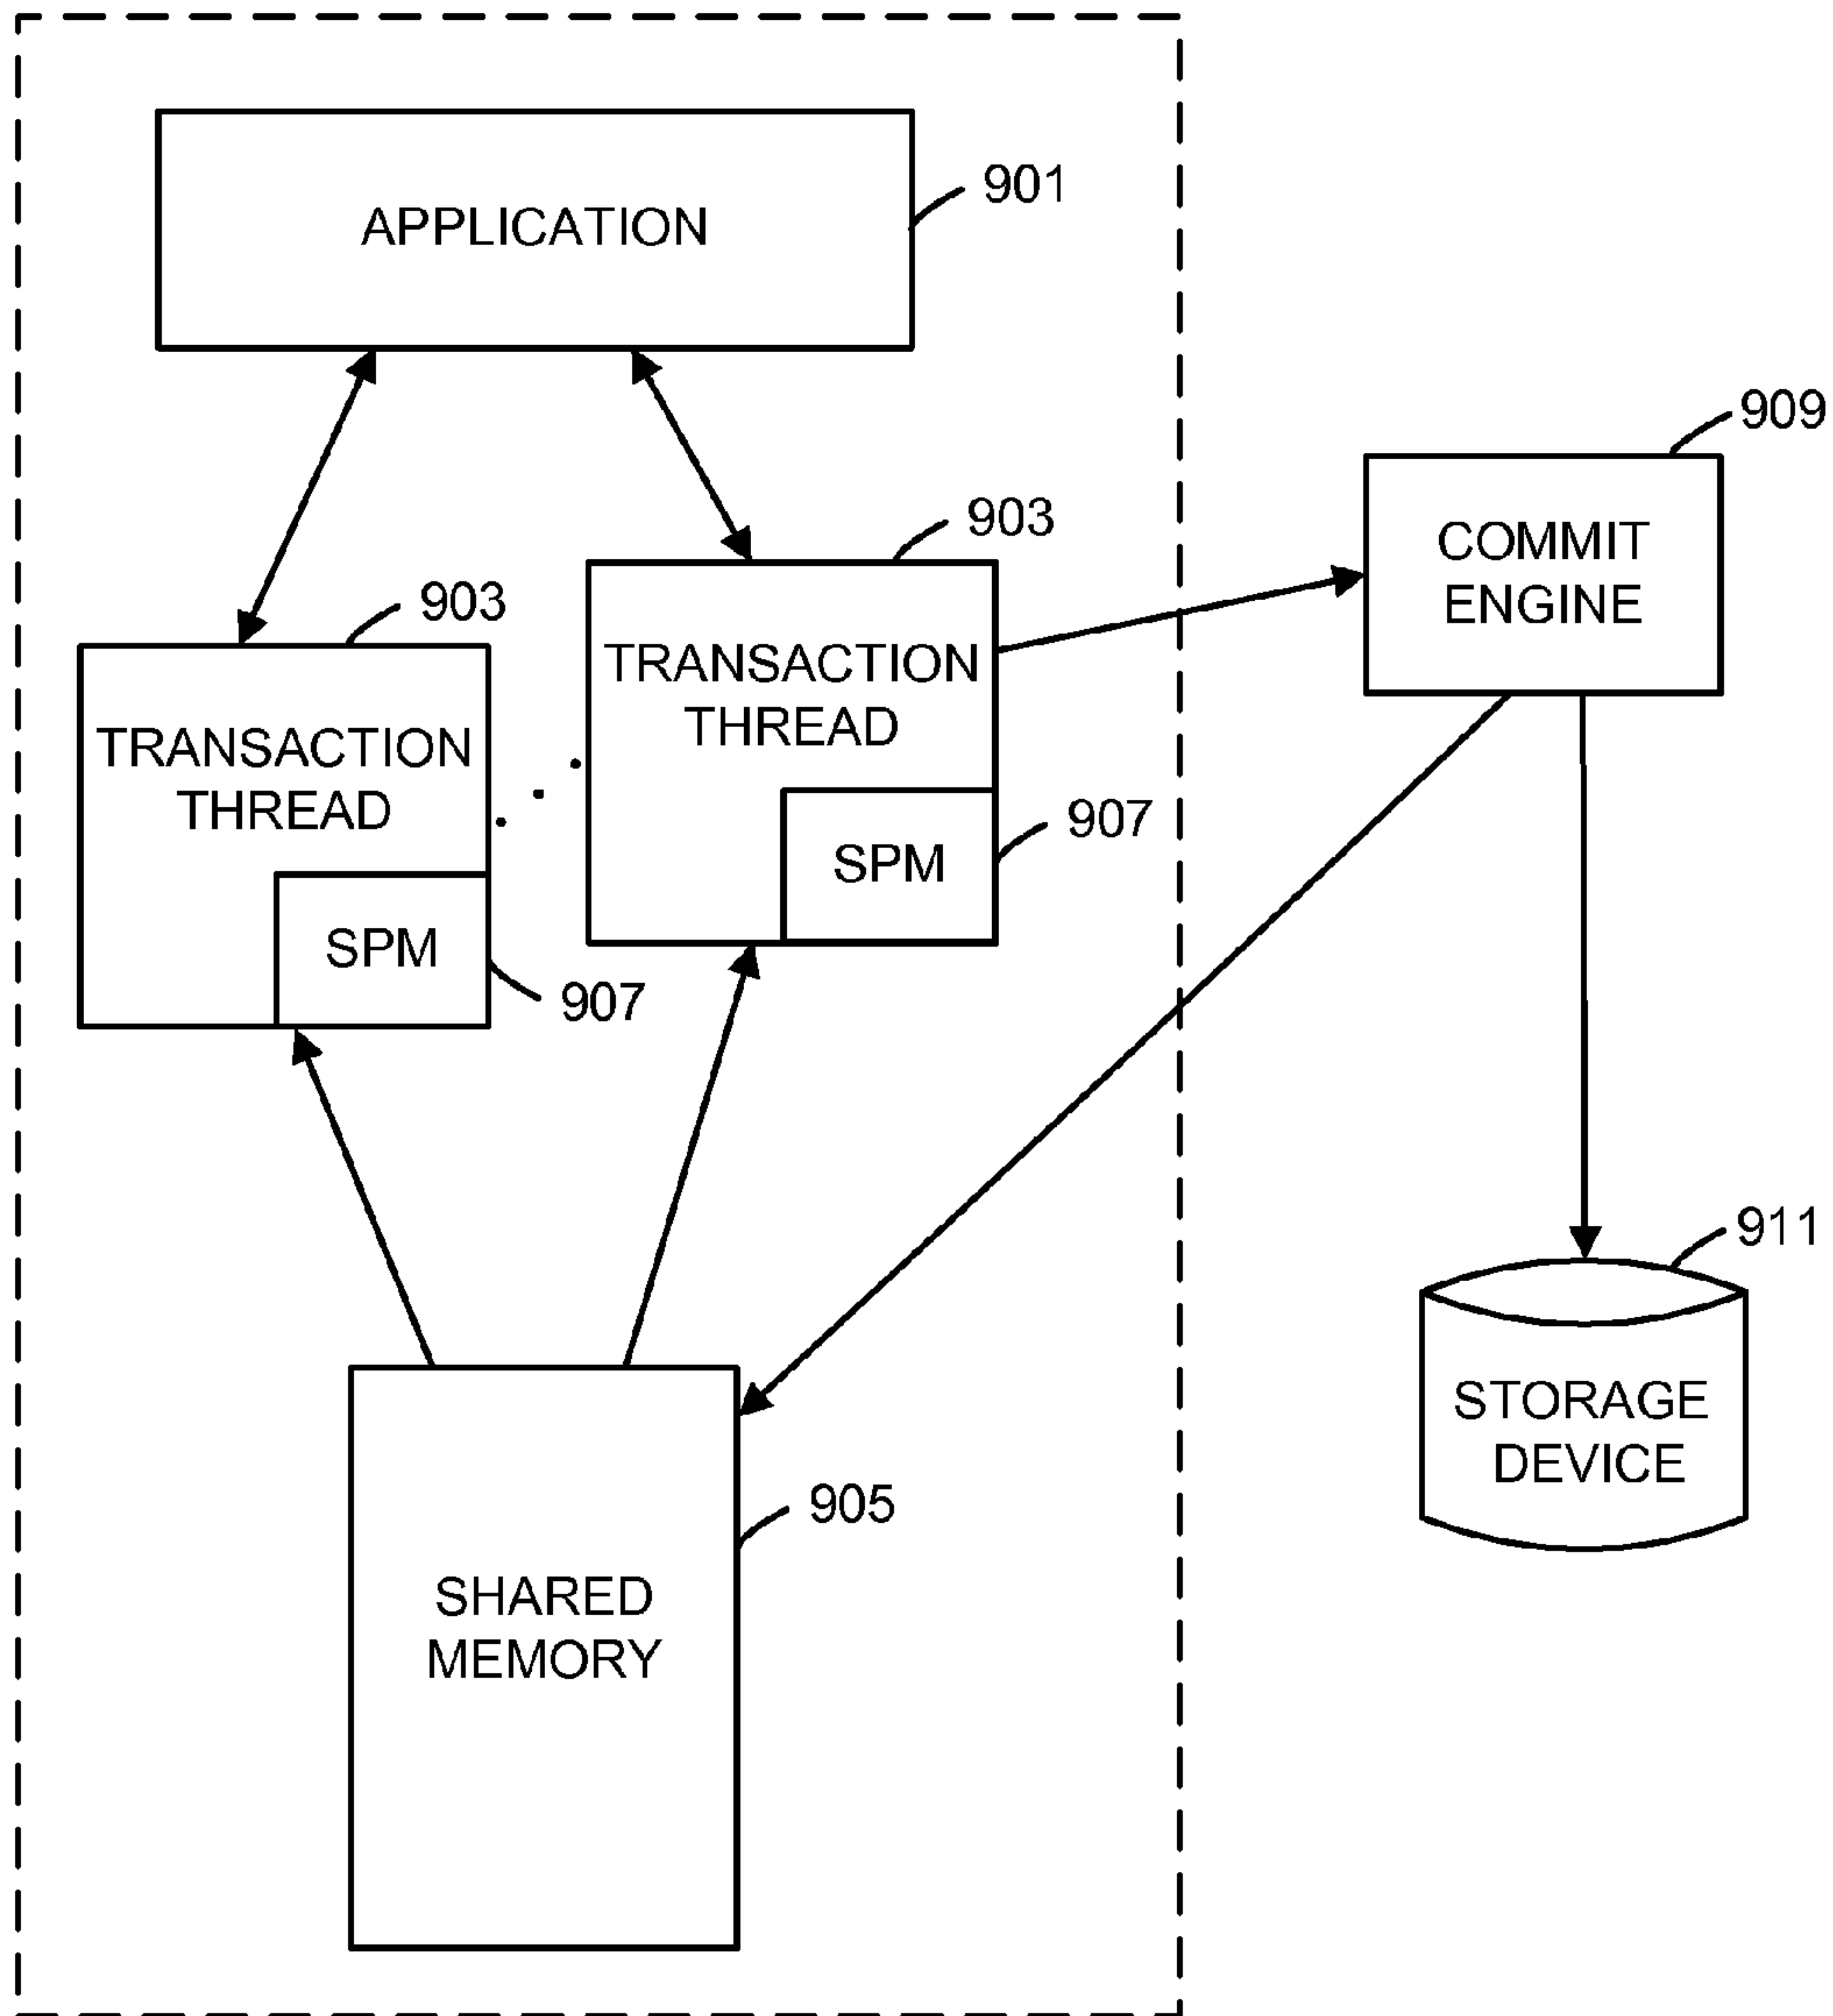 APPLICATION
901
909
COMMIT
ENGINE
903
TRANSACTION
THREAD
SPM
907
903
TRANSACTION
THREAD
SPM
907
911
STORAGE
DEVICE
905
SHARED
MEMORY